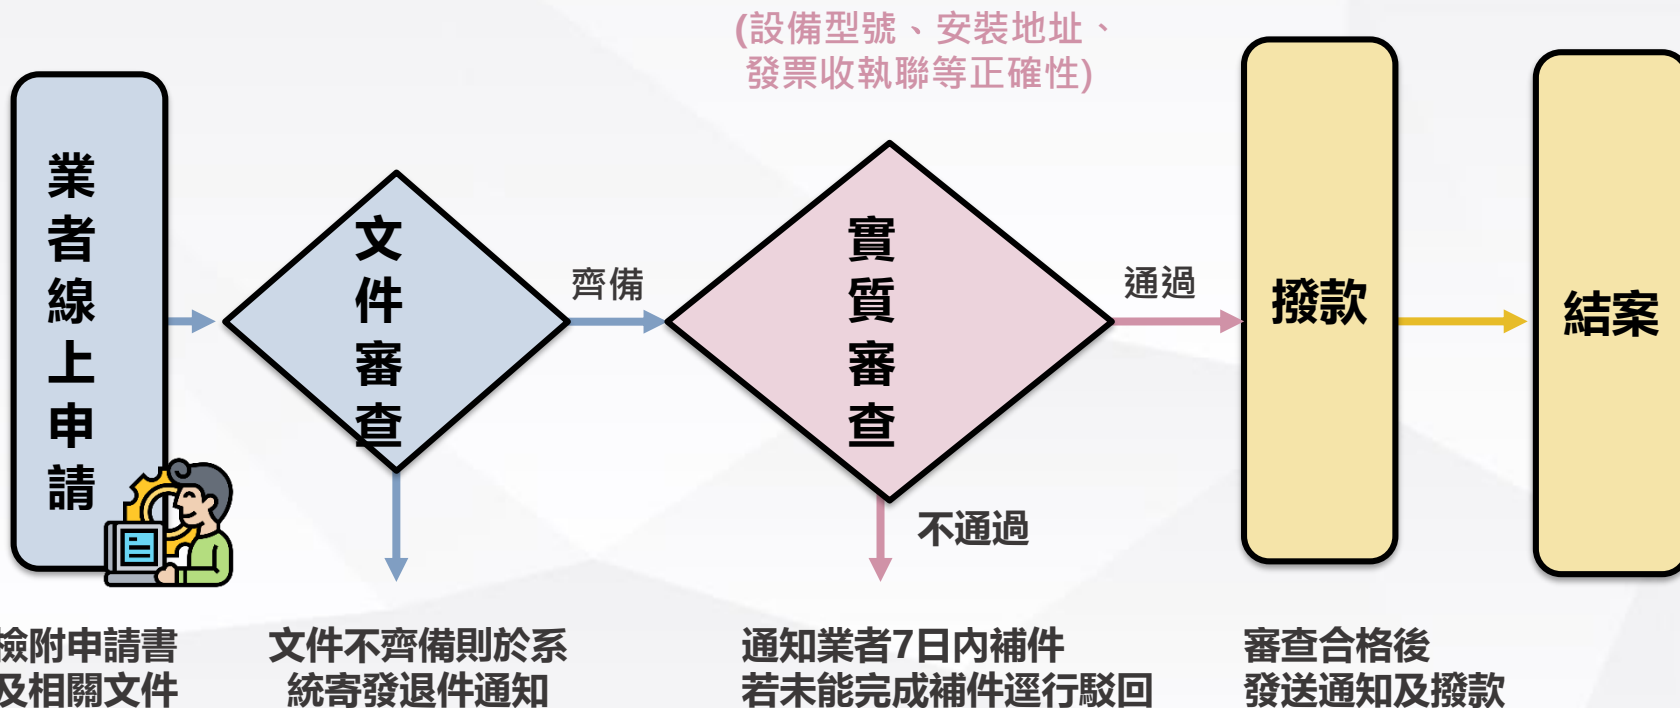 (設備型號、安裝地址、
發票收執聯等正確性)
業者線上申請
文件審查
齊備
實質審查
通過
撥款
結案
不通過
檢附申請書
及相關文件
文件不齊備則於系
統寄發退件通知
通知業者7日內補件
若未能完成補件逕行駁回
審查合格後
發送通知及撥款